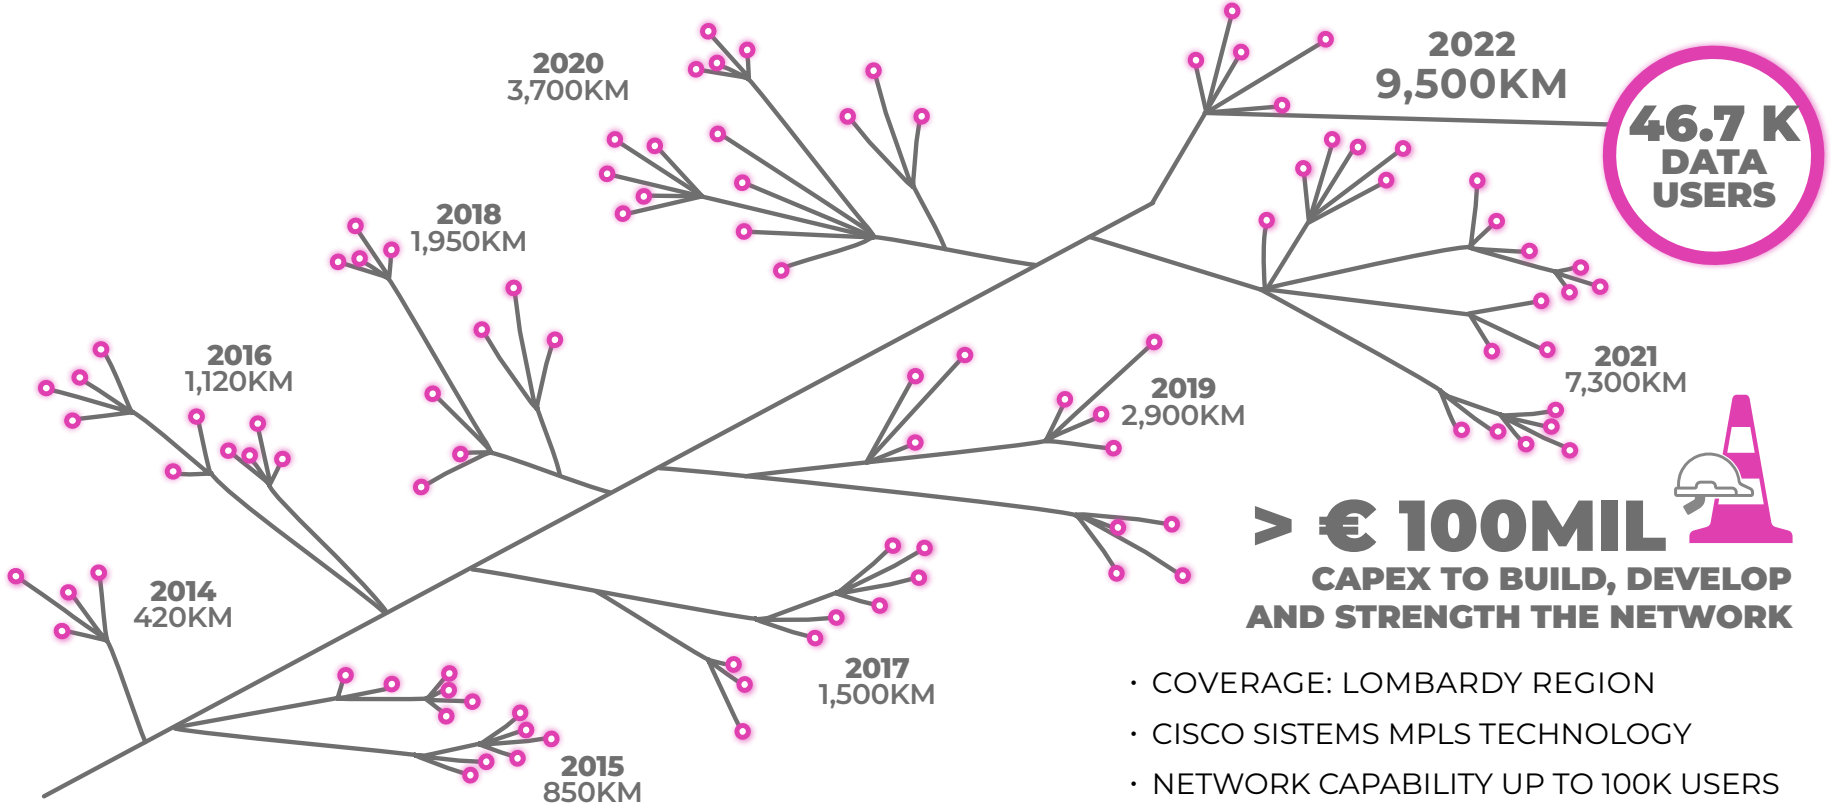 2022
9,500KM
46.7 K
DATA
USERS
2020
3,700KM
2018
1,950KM
2016
1,120KM
2021
7,300KM
2019
2,900KM
2014
420KM
2017
1,500KM
2015
850KM
> € 100MIL
CAPEX TO BUILD, DEVELOP
AND STRENGTH THE NETWORK
· COVERAGE: LOMBARDY REGION
· CISCO SISTEMS MPLS TECHNOLOGY
· NETWORK CAPABILITY UP TO 100K USERS